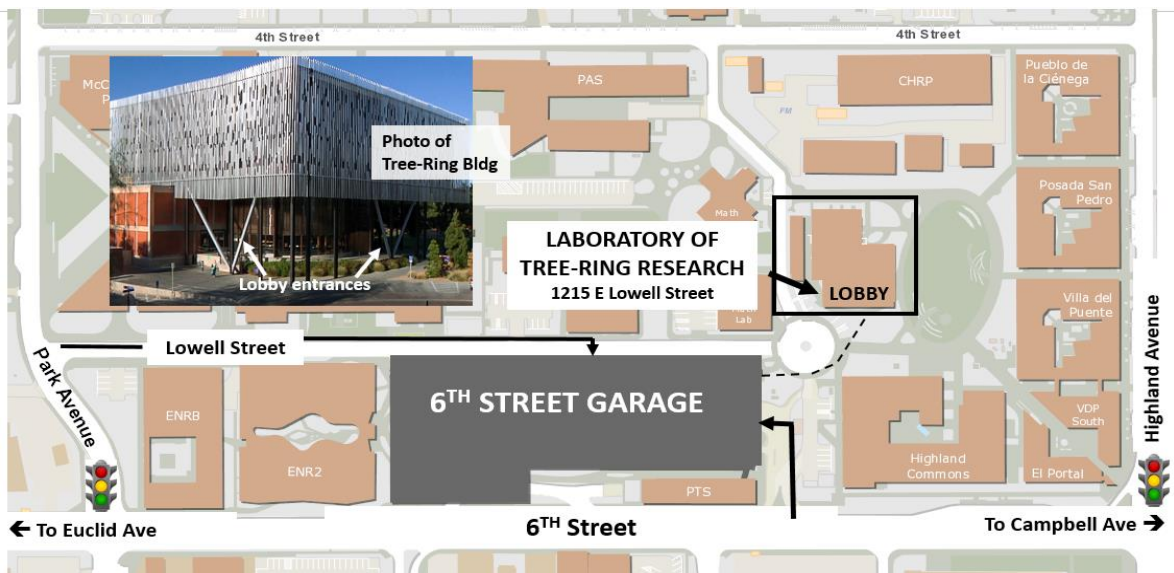 4th Street
4th Street
PAS
CHRP
Pueblo de
la Ciénega
PM
Photo of
Tree-Ring Bldg
Math
Posada San
Pedro
LABORATORY OF
TREE-RING RESEARCH
1215 E Lowell Street
LOBBY
Lobby entrances
Math
Lab
Villa del
Puente
Highland Avenue
Lowell Street
Park Avenue
6TH STREET GARAGE
ENRB
ENR2
VDP
South
Highland
Commons
El Portal
PTS
← To Euclid Ave
6TH Street
To Campbell Ave →